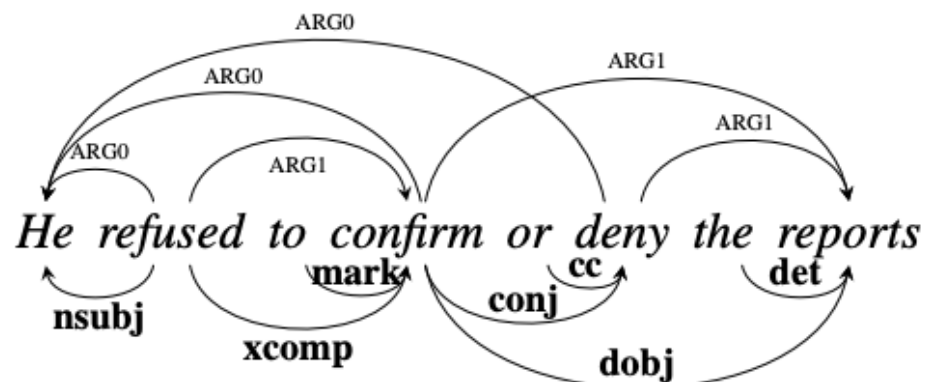 ARG0
ARG0
ARG1
ARG0
ARG1
ARG1
He refused to confirm or deny the reports
mark
cc
det
nsubj
conj
xcomp
dobj